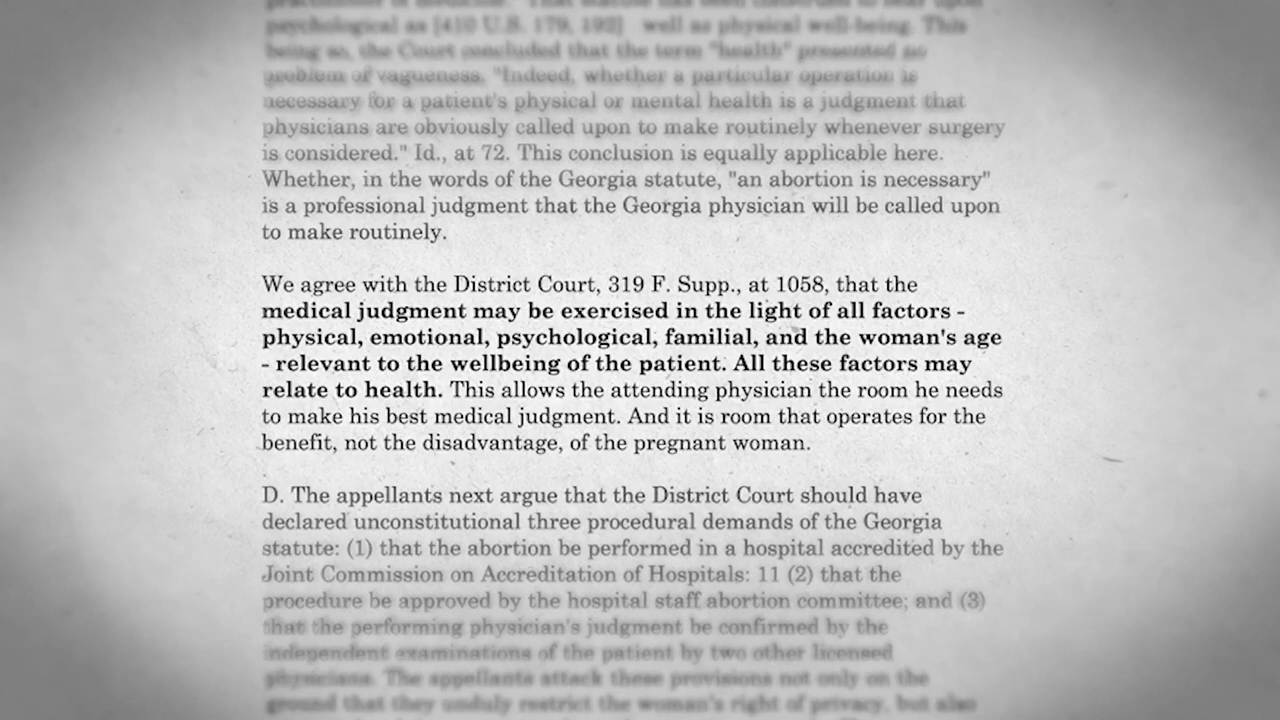 psychological as [410 U.S. 179, 192] well as physical well-being. This
being so, the Court concluded that the term "health" presented no
problem of vagueness. "Indeed, whether a particular operation is
necessary for a patient's physical or mental health is a judgment that
physicians are obviously called upon to make routinely whenever surgery
is considered." Id., at 72. This conclusion is equally applicable here.
Whether, in the words of the Georgia statute, "an abortion is necessary"
is a professional judgment that the Georgia physician will be called upon
to make routinely.
We agree with the District Court, 319 F. Supp., at 1058, that the
medical judgment may be exercised in the light of all factors -
physical, emotional, psychological, familial, and the woman's age
- relevant to the wellbeing of the patient. All these factors may
relate to health. This allows the attending physician the room he needs
to make his best medical judgment. And it is room that operates for the
benefit, not the disadvantage, of the pregnant woman.
D. The appellants next argue that the District Court should have
declared unconstitutional three procedural demands of the Georgia
statute: (1) that the abortion be performed in a hospital accredited by the
Joint Commission on Accreditation of Hospitals: 11 (2) that the
procedure be approved by the hospital staff abortion committee; and (3)
that the performing physician's judgment be confirmed by the
independent examinations of the patient by two other licensed
physicians. The appellants attack these provisions not only on the
ground that they unduly restrict the woman's right of privacy, but also